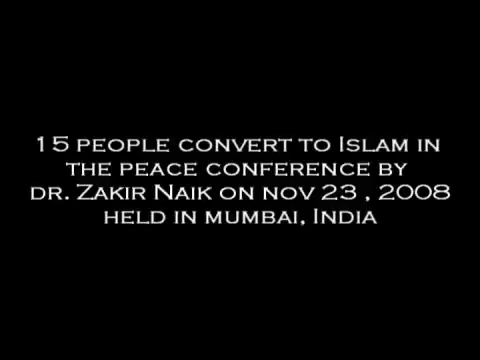 15 people convert to Islam in
the peace conference by
dr. Zakir Naik on nov 23 , 2008
held in mumbai, India